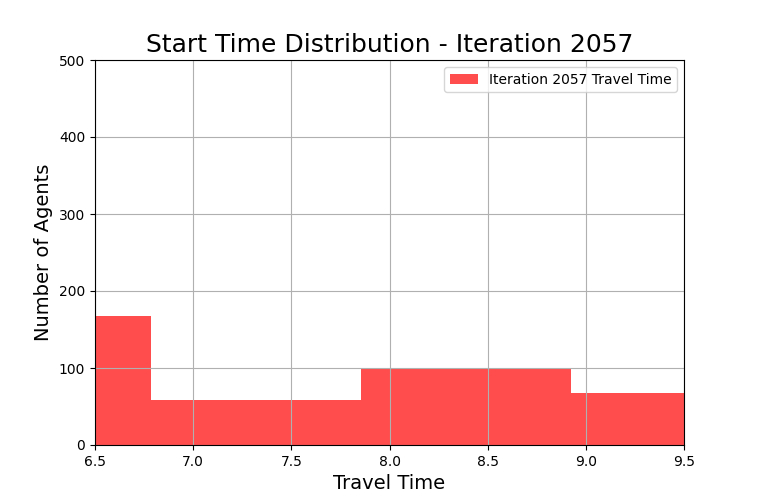 Start Time Distribution - Iteration 2057
Iteration 2057 Travel Time
Number of Agents
500
400
300
200
100
0
6.5 7.0 7.5 8.0 8.5 9.0 9.5
Travel Time